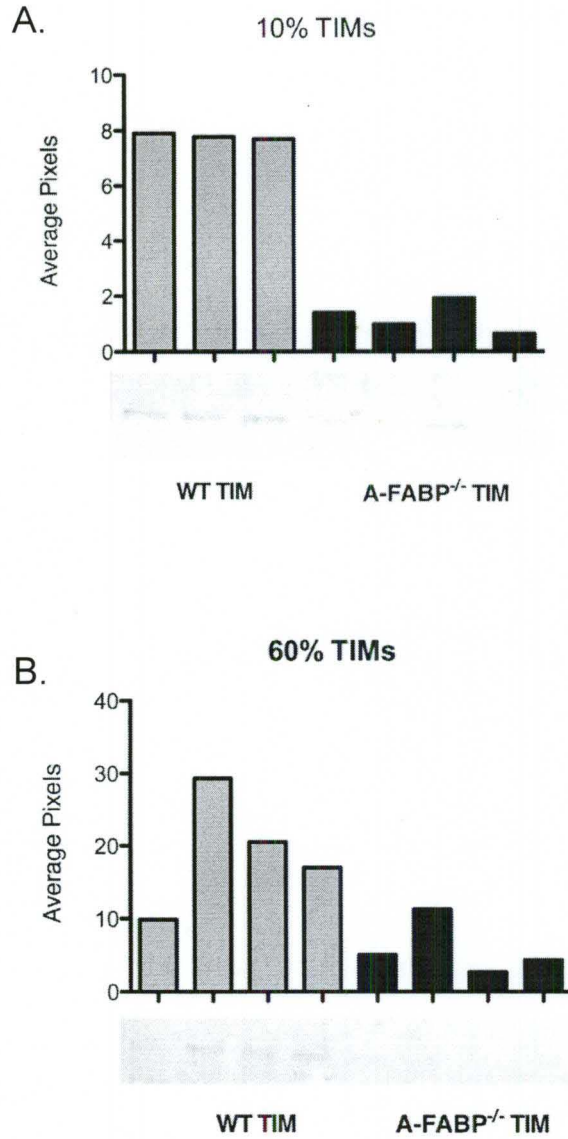 A.
10% TIMs
Average Pixels
10
8
6
4
2
0
WT TIM
A-FABP-/- TIM
B.
60% TIMs
Average Pixels
40
30
20
10
0
WT TIM
A-FABP-/- TIM